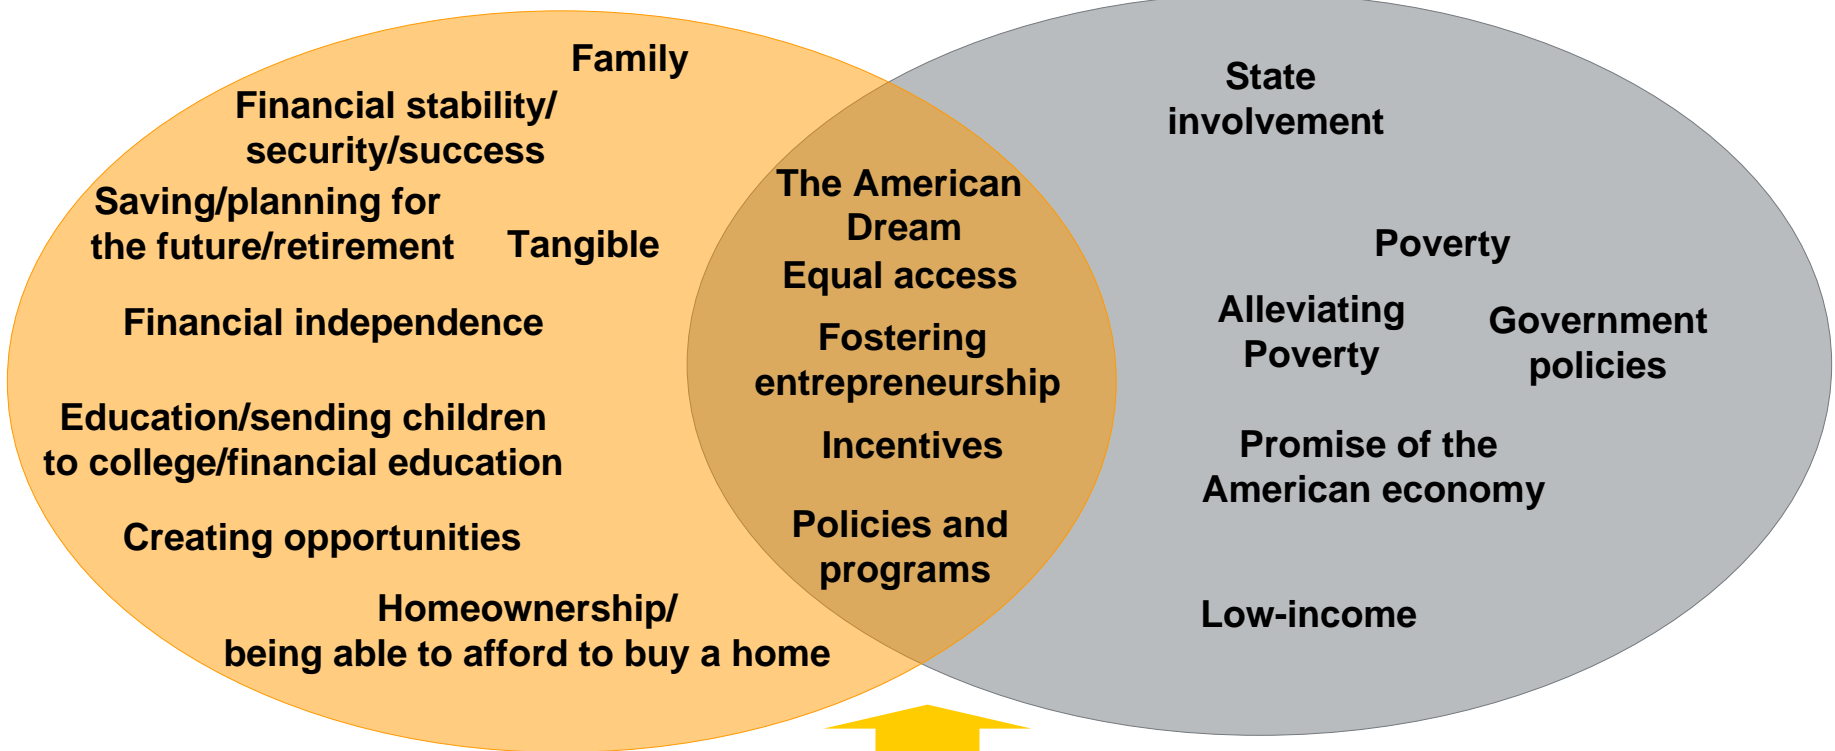 Family
Financial stability/
security/success
Saving/planning for
the future/retirement
Tangible
Financial independence
Education/sending children
to college/financial education
Creating opportunities
Homeownership/
being able to afford to buy a home
The American
Dream
Equal access
Fostering
entrepreneurship
Incentives
Policies and
programs
State
involvement
Poverty
Alleviating
Poverty
Government
policies
Promise of the
American economy
Low-income